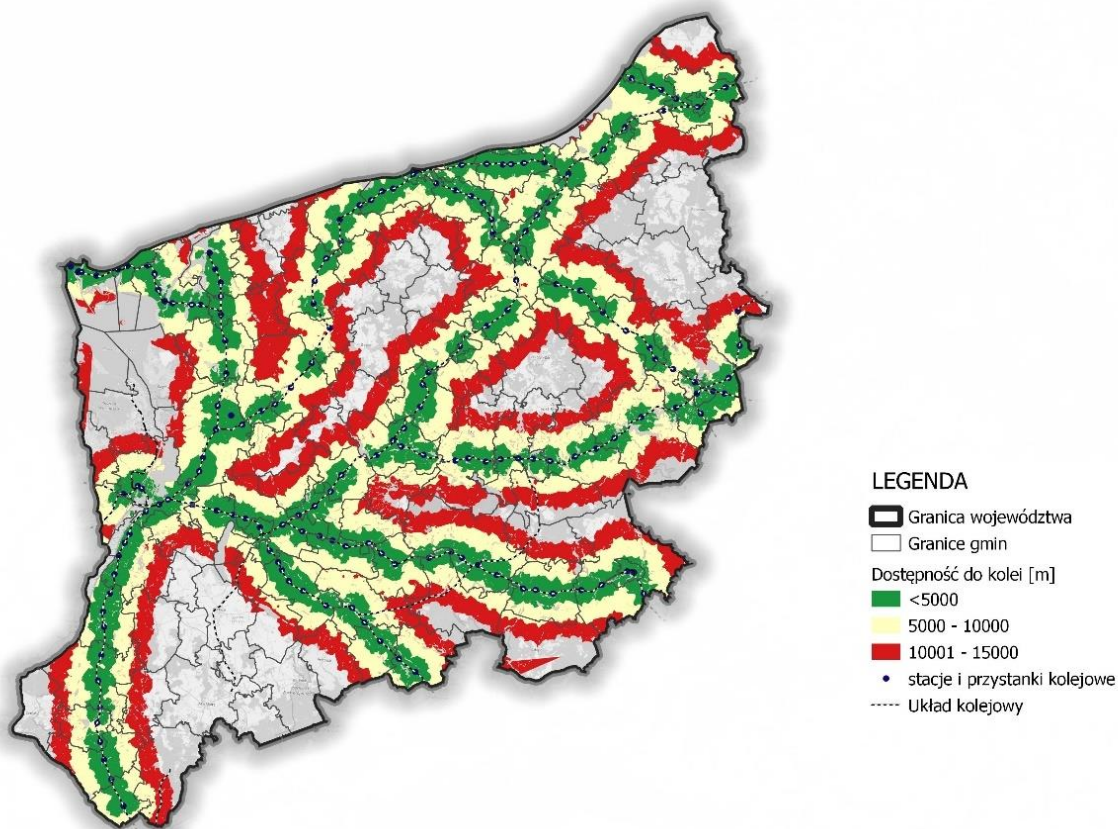 LEGENDA
Granica województwa
Granice gmin
Dostępność do kolei [m]
<5000
5000 - 10000
10001 - 15000
stacje i przystanki kolejowe
Układ kolejowy